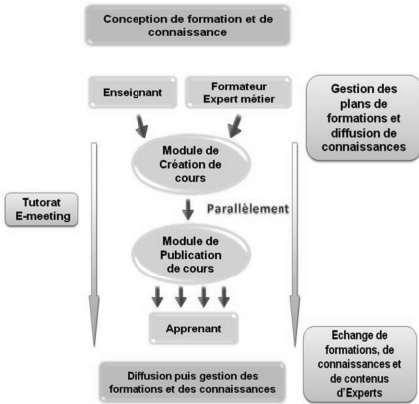 Conception de formation et de
connaissance
Enseignant
Formateur
Expert métier
Gestion des
plans de
formations et
diffusion de
connaissances
Module de
Création de
cours
Tutorat
E-meeting
Parallèlement
Module de
Publication
de cours
Apprenant
Diffusion puis gestion des
formations et des connaissances
Echange de
formations, de
connaissances et
de contenus
d'Experts